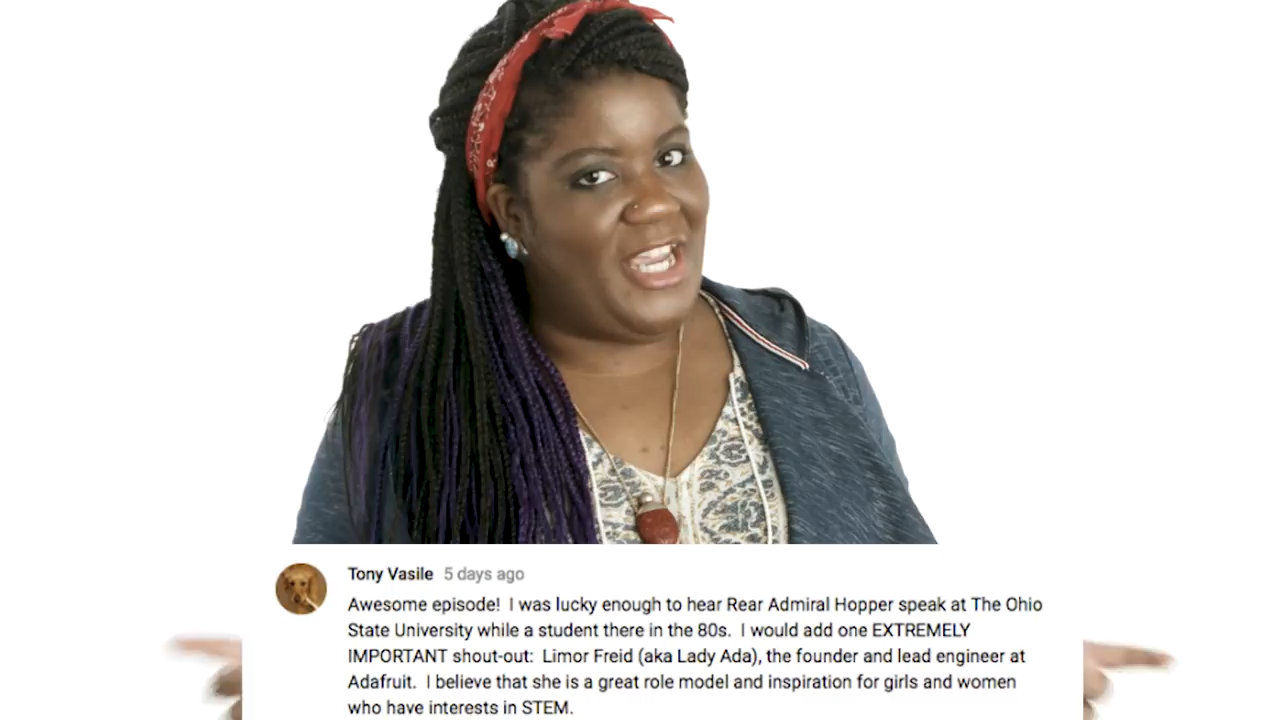 Tony Vasile 5 days ago
Awesome episode! I was lucky enough to hear Rear Admiral Hopper speak at The Ohio
State University while a student there in the 80s. I would add one EXTREMELY
IMPORTANT shout-out: Limor Freid (aka Lady Ada), the founder and lead engineer at
Adafruit. I believe that she is a great role model and inspiration for girls and women
who have interests in STEM.